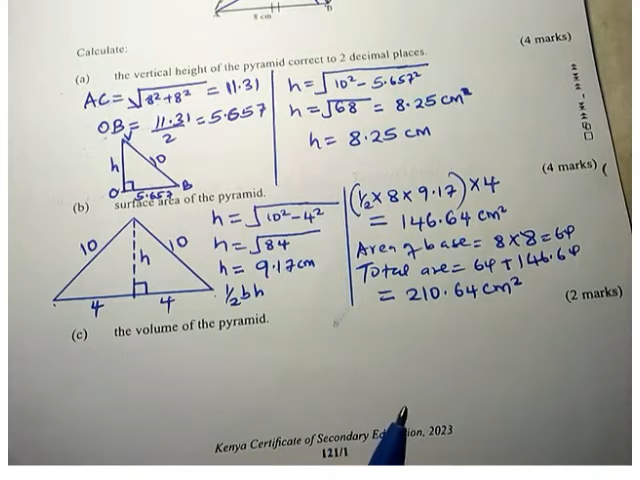 8 cm
B
Calculate:
(4 marks)
(a) the vertical height of the pyramid correct to 2 decimal places.
AC = √8²+8² = 11.31
OB = 11.31/2 = 5.657
V
h
10
O
5.657
B
h = √10² - 5.657²
h = √68 = 8.25 cm²
h = 8.25 cm
(4 marks)
(b) surface area of the pyramid.
10
10
h
4
4
h = √10² - 4²
h = √84
h = 9.17cm
½bh
(½ × 8 × 9.17) × 4
= 146.64 cm²
Area of base = 8 × 8 = 64
Total are = 64 + 146.64
= 210.64 cm²
(2 marks)
(c) the volume of the pyramid.
Kenya Certificate of Secondary Ed ion, 2023
121/1